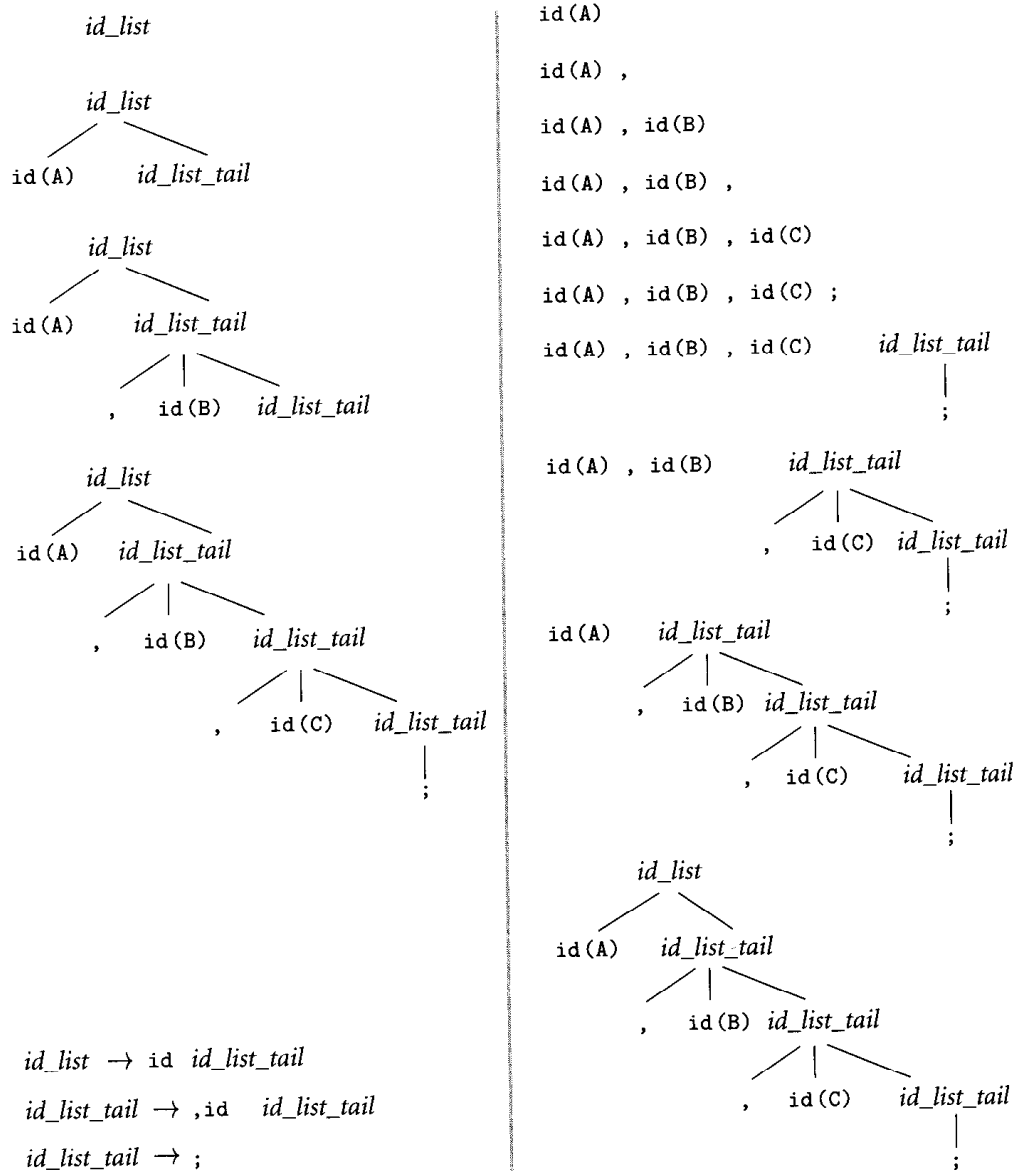 id_list
id_list
id(A) id_list_tail
id_list
id(A) id_list_tail
, id(B) id_list_tail
id_list
id(A) id_list_tail
, id(B) id_list_tail
, id(C) id_list_tail
;
id_list → id id_list_tail
id_list_tail → ,id id_list_tail
id_list_tail → ;
id(A)
id(A) ,
id(A) , id(B)
id(A) , id(B) ,
id(A) , id(B) , id(C)
id(A) , id(B) , id(C) ;
id(A) , id(B) , id(C) id_list_tail
;
id(A) , id(B) id_list_tail
, id(C) id_list_tail
;
id(A) id_list_tail
, id(B) id_list_tail
, id(C) id_list_tail
;
id_list
id(A) id_list_tail
, id(B) id_list_tail
, id(C) id_list_tail
;